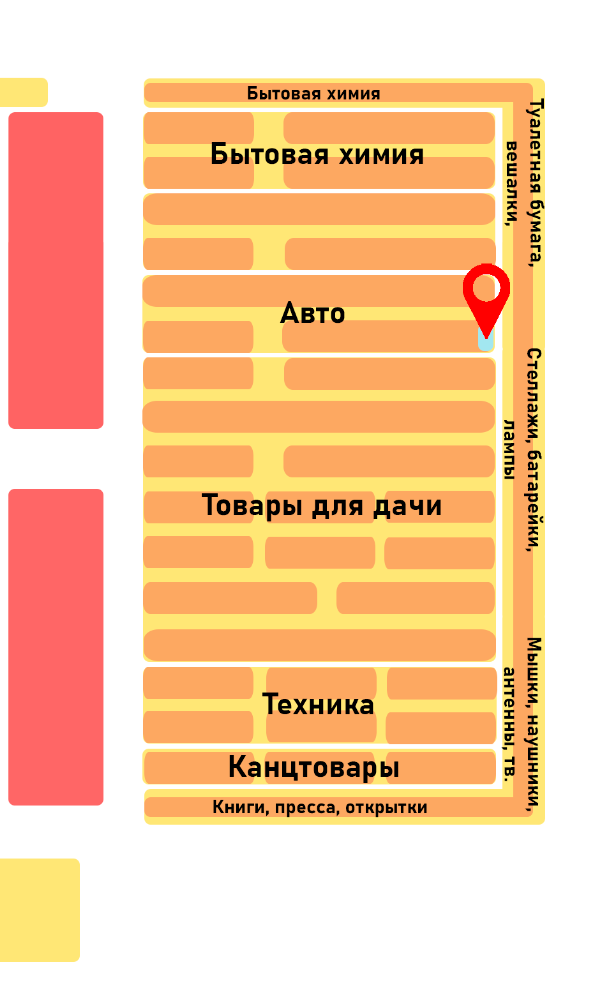 Бытовая химия
Бытовая химия
Авто
Товары для дачи
Техника
Канцтовары
Книги, пресса, открытки
Туалетная бумага,
вешалки,
Стеллажи, батарейки,
лампы
Мышки, наушники,
антенны, тв.